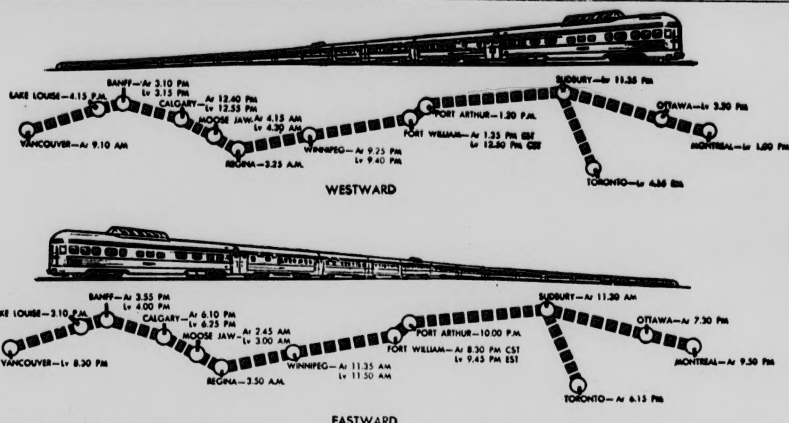 BANFF—Ar 3.10 PM
Lv 3.15 PM
LAKE LOUISE—4.15 P.M.
CALGARY—Ar 12.40 PM
Lv 12.55 PM
MOOSE JAW—Ar 4.15 AM
Lv 4.30 AM
VANCOUVER—Ar 9.10 AM
REGINA—3.25 A.M.
WINNIPEG—Ar 9.25 PM
Lv 9.40 PM
PORT ARTHUR—1.20 P.M.
FORT WILLIAM—Ar 1.35 PM EST
Lv 12.50 PM CST
SUDBURY—Lv 11.35 PM
OTTAWA—Lv 3.20 PM
MONTREAL—Lv 1.00 PM
TORONTO—Lv
WESTWARD
BANFF—Ar 3.55 PM
Lv 4.00 PM
KE LOUISE—3.10 P.M.
CALGARY—Ar 6.10 PM
Lv 6.25 PM
MOOSE JAW—Ar 2.45 AM
Lv 3.00 AM
VANCOUVER—Lv 8.30 PM
REGINA—3.50 A.M.
WINNIPEG—Ar 11.35 AM
Lv 11.50 AM
PORT ARTHUR—10.00 P.M.
FORT WILLIAM—Ar 8.30 PM CST
Lv 9.45 PM EST
SUDBURY—Ar 11.30 AM
OTTAWA—Ar 7.30 PM
MONTREAL—Ar 9.50 PM
TORONTO—Ar 6.15 PM
EASTWARD